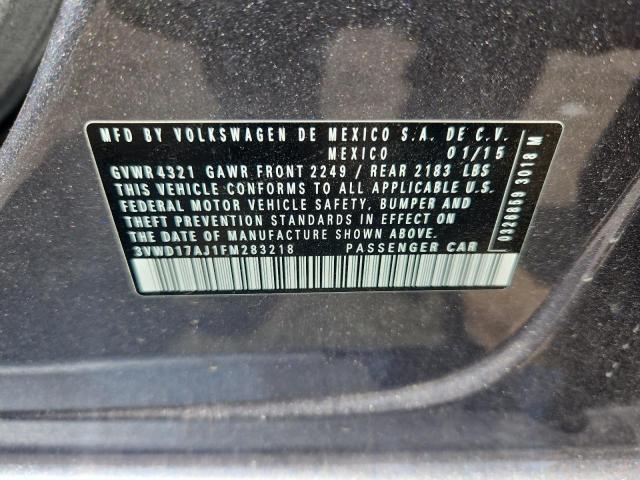 MFD BY VOLKSWAGEN DE MEXICO S.A. DE C.V.
MEXICO 01/15
GVWR 4321 GAWR FRONT 2249 / REAR 2183 LBS
THIS VEHICLE CONFORMS TO ALL APPLICABLE U.S.
FEDERAL MOTOR VEHICLE SAFETY, BUMPER AND
THEFT PREVENTION STANDARDS IN EFFECT ON
THE DATE OF MANUFACTURE SHOWN ABOVE.
3VWD17AJ1FM283218 PASSENGER CAR
0326659 3018 M